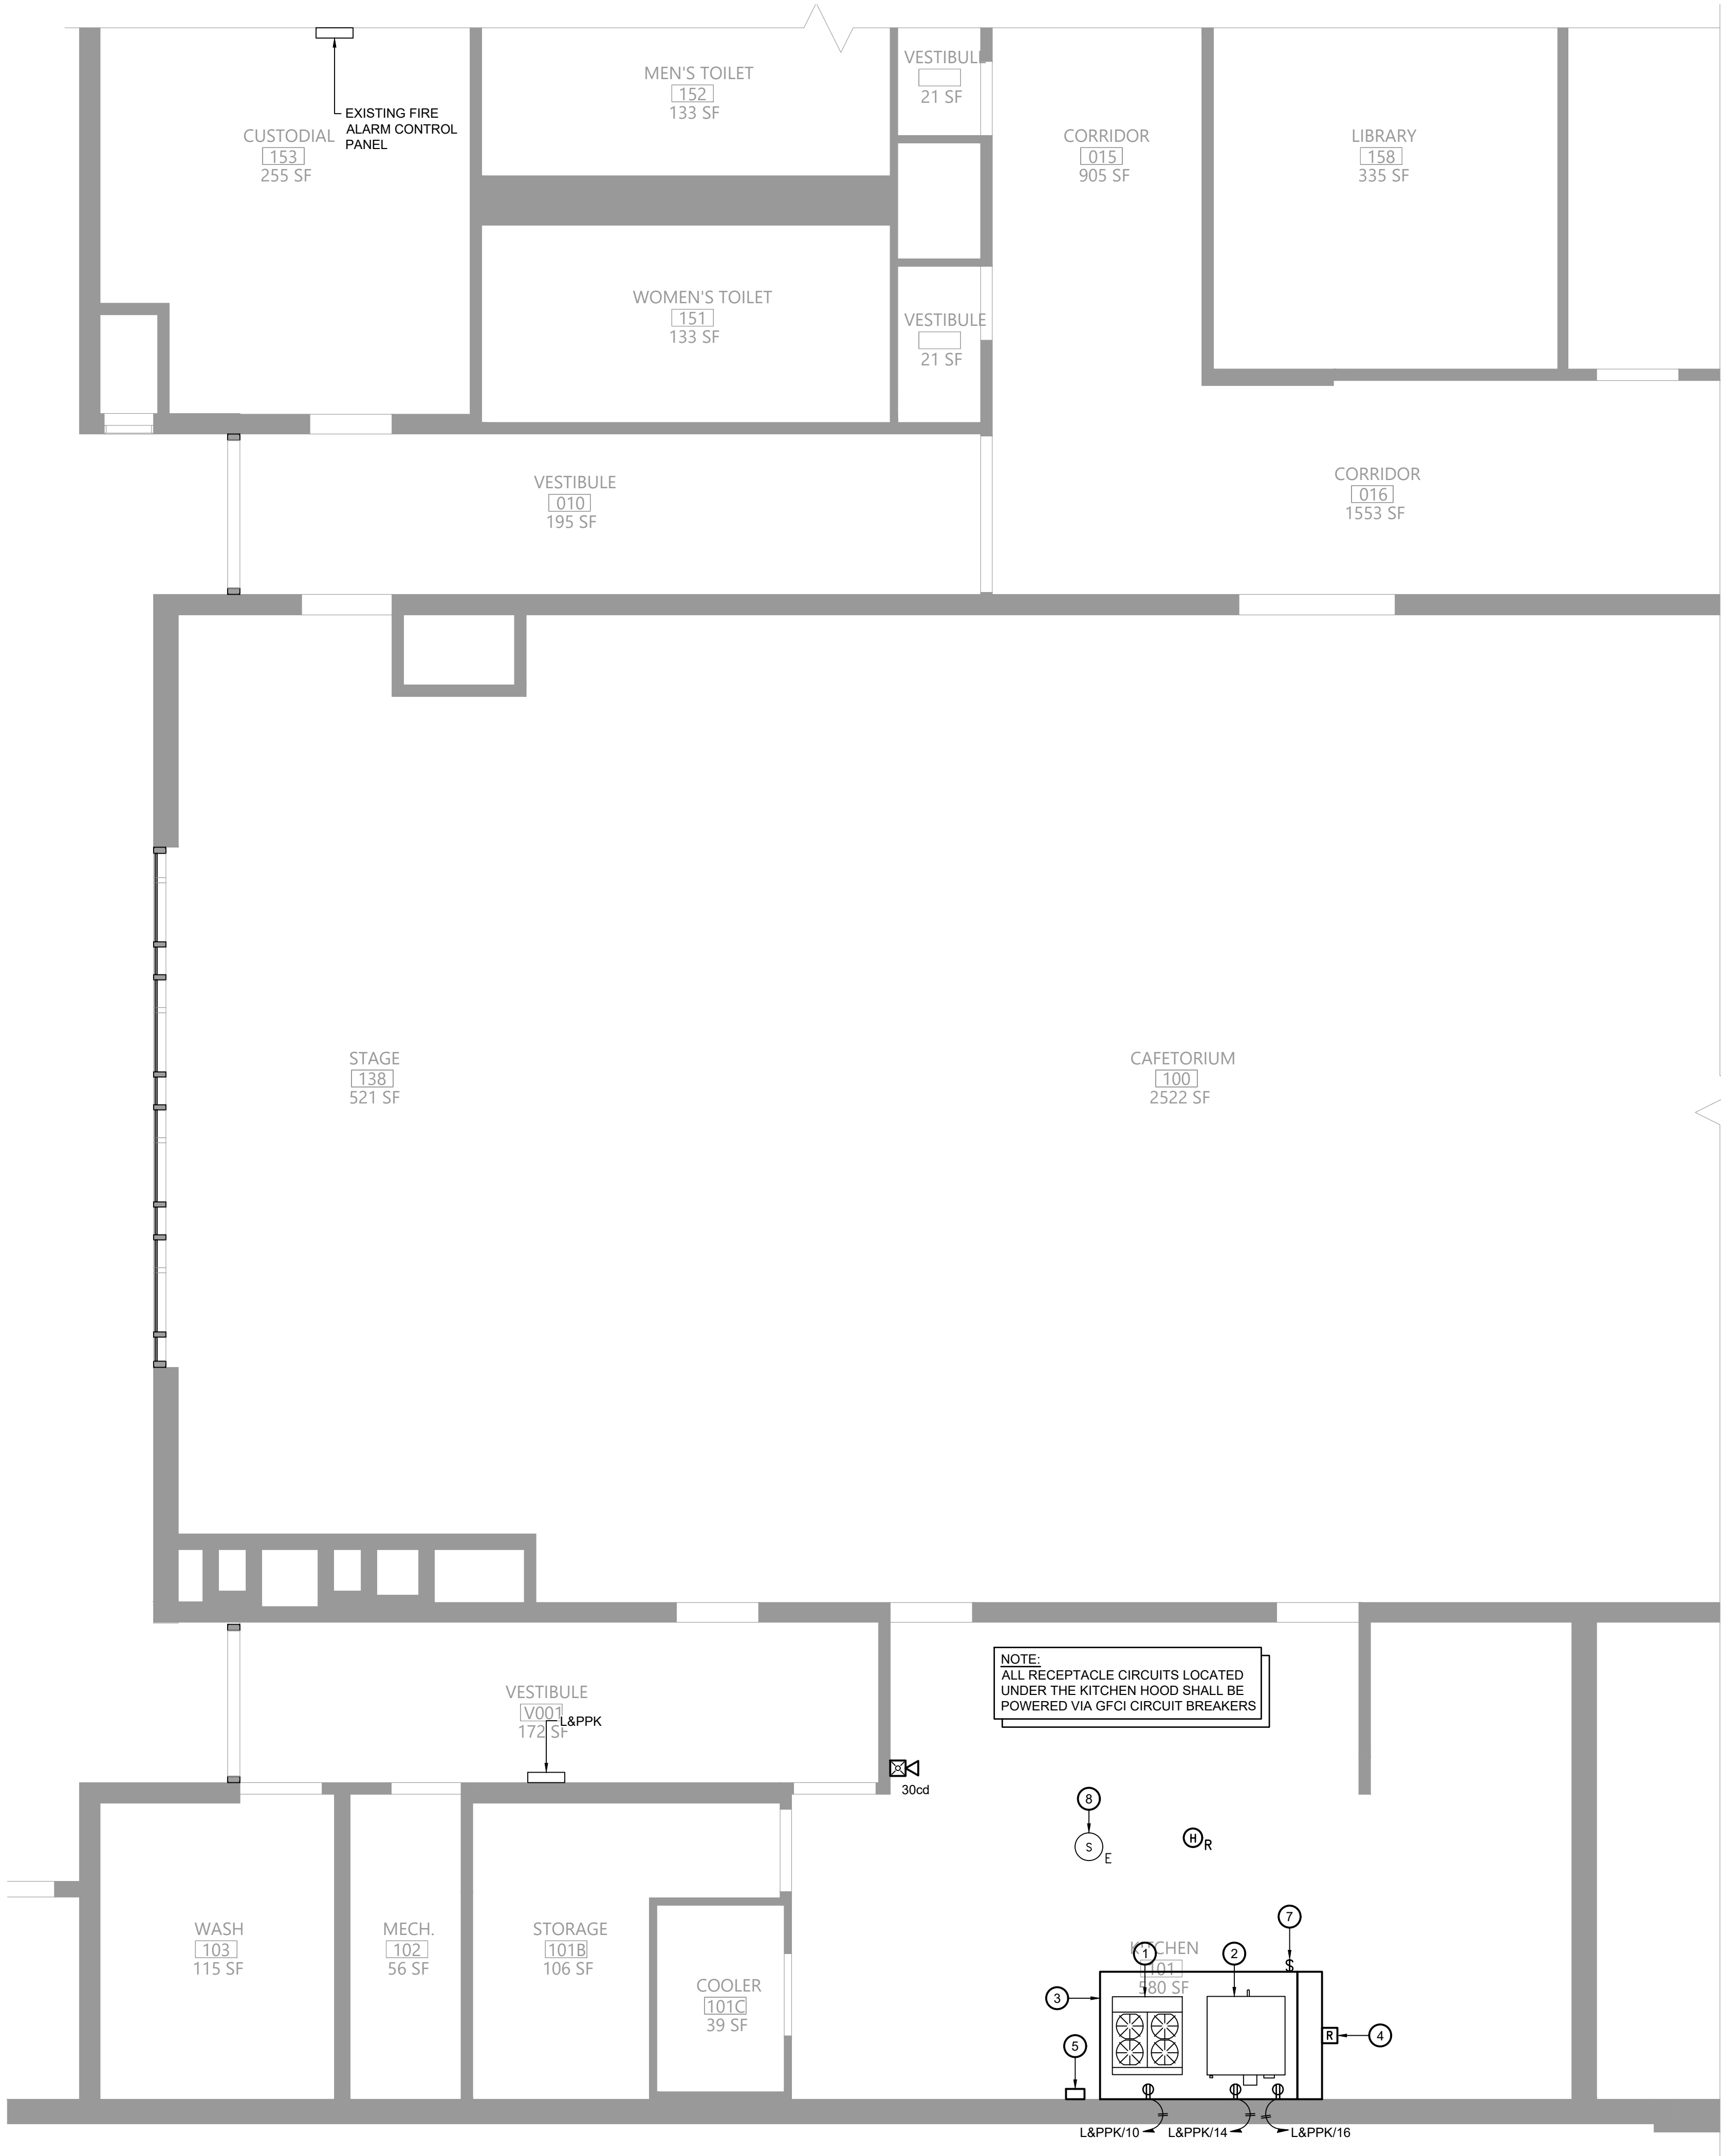 MEN'S TOILET
152
133 SF
VESTIBULE
21 SF
EXISTING FIRE
ALARM CONTROL
PANEL
CUSTODIAL
153
255 SF
CORRIDOR
015
905 SF
LIBRARY
158
335 SF
WOMEN'S TOILET
151
133 SF
VESTIBULE
21 SF
VESTIBULE
010
195 SF
CORRIDOR
016
1553 SF
STAGE
138
521 SF
CAFETORIUM
100
2522 SF
NOTE:
ALL RECEPTACLE CIRCUITS LOCATED
UNDER THE KITCHEN HOOD SHALL BE
POWERED VIA GFCI CIRCUIT BREAKERS
VESTIBULE
V001
172 SF
L&PPK
30cd
8
S
E
H
R
WASH
103
115 SF
MECH.
102
56 SF
STORAGE
101B
106 SF
COOLER
101C
39 SF
7
$
KITCHEN
101
580 SF
1
2
3
R
4
5
L&PPK/10
L&PPK/14
L&PPK/16